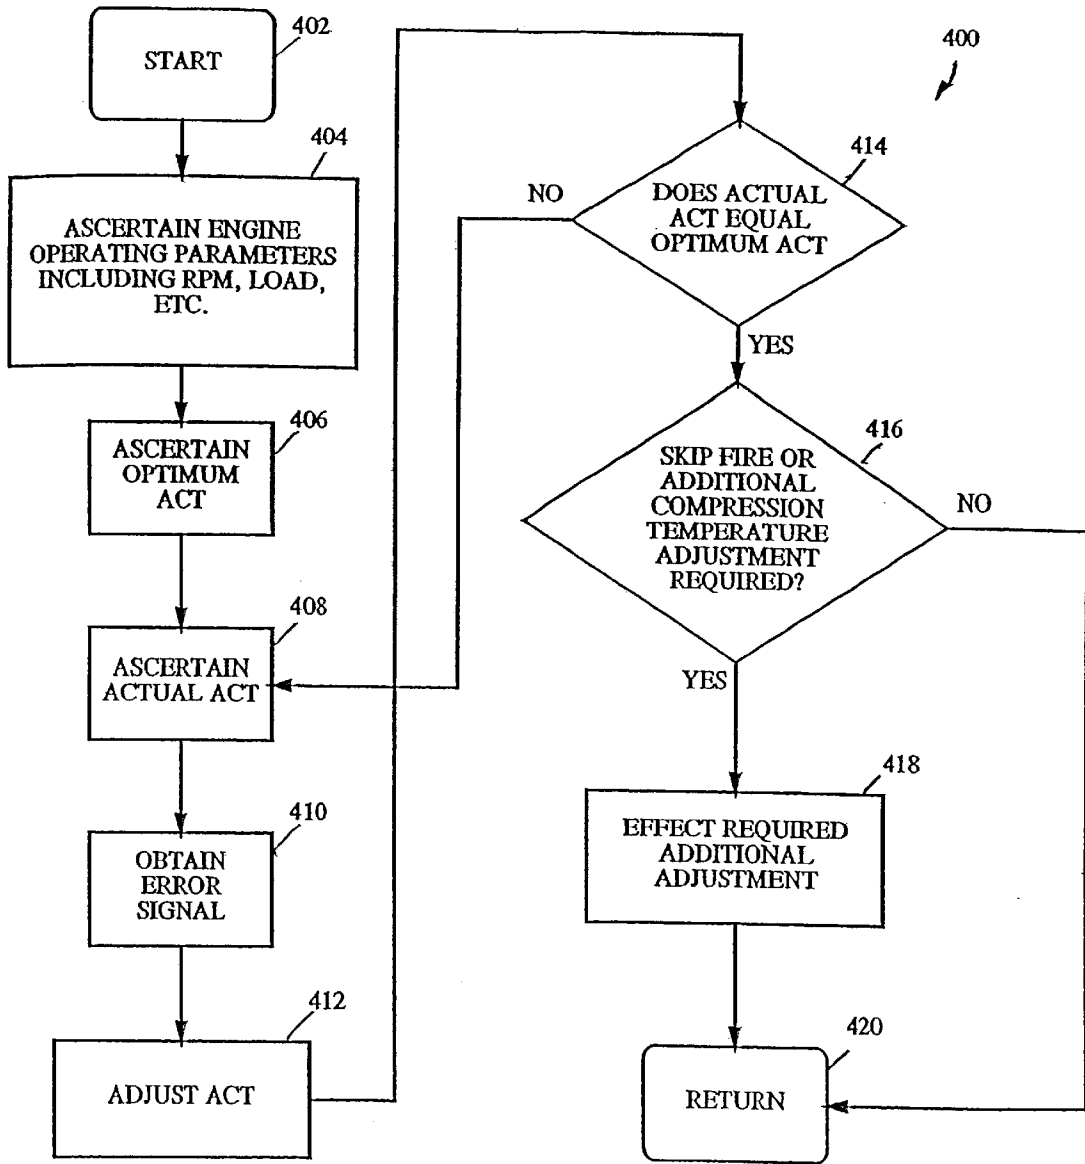 402
START
404
ASCERTAIN ENGINE
OPERATING PARAMETERS
INCLUDING RPM, LOAD,
ETC.
406
ASCERTAIN
OPTIMUM
ACT
408
ASCERTAIN
ACTUAL ACT
410
OBTAIN
ERROR
SIGNAL
412
ADJUST ACT
400
414
DOES ACTUAL
ACT EQUAL
OPTIMUM ACT
NO
YES
416
SKIP FIRE OR
ADDITIONAL
COMPRESSION
TEMPERATURE
ADJUSTMENT
REQUIRED?
NO
YES
418
EFFECT REQUIRED
ADDITIONAL
ADJUSTMENT
420
RETURN